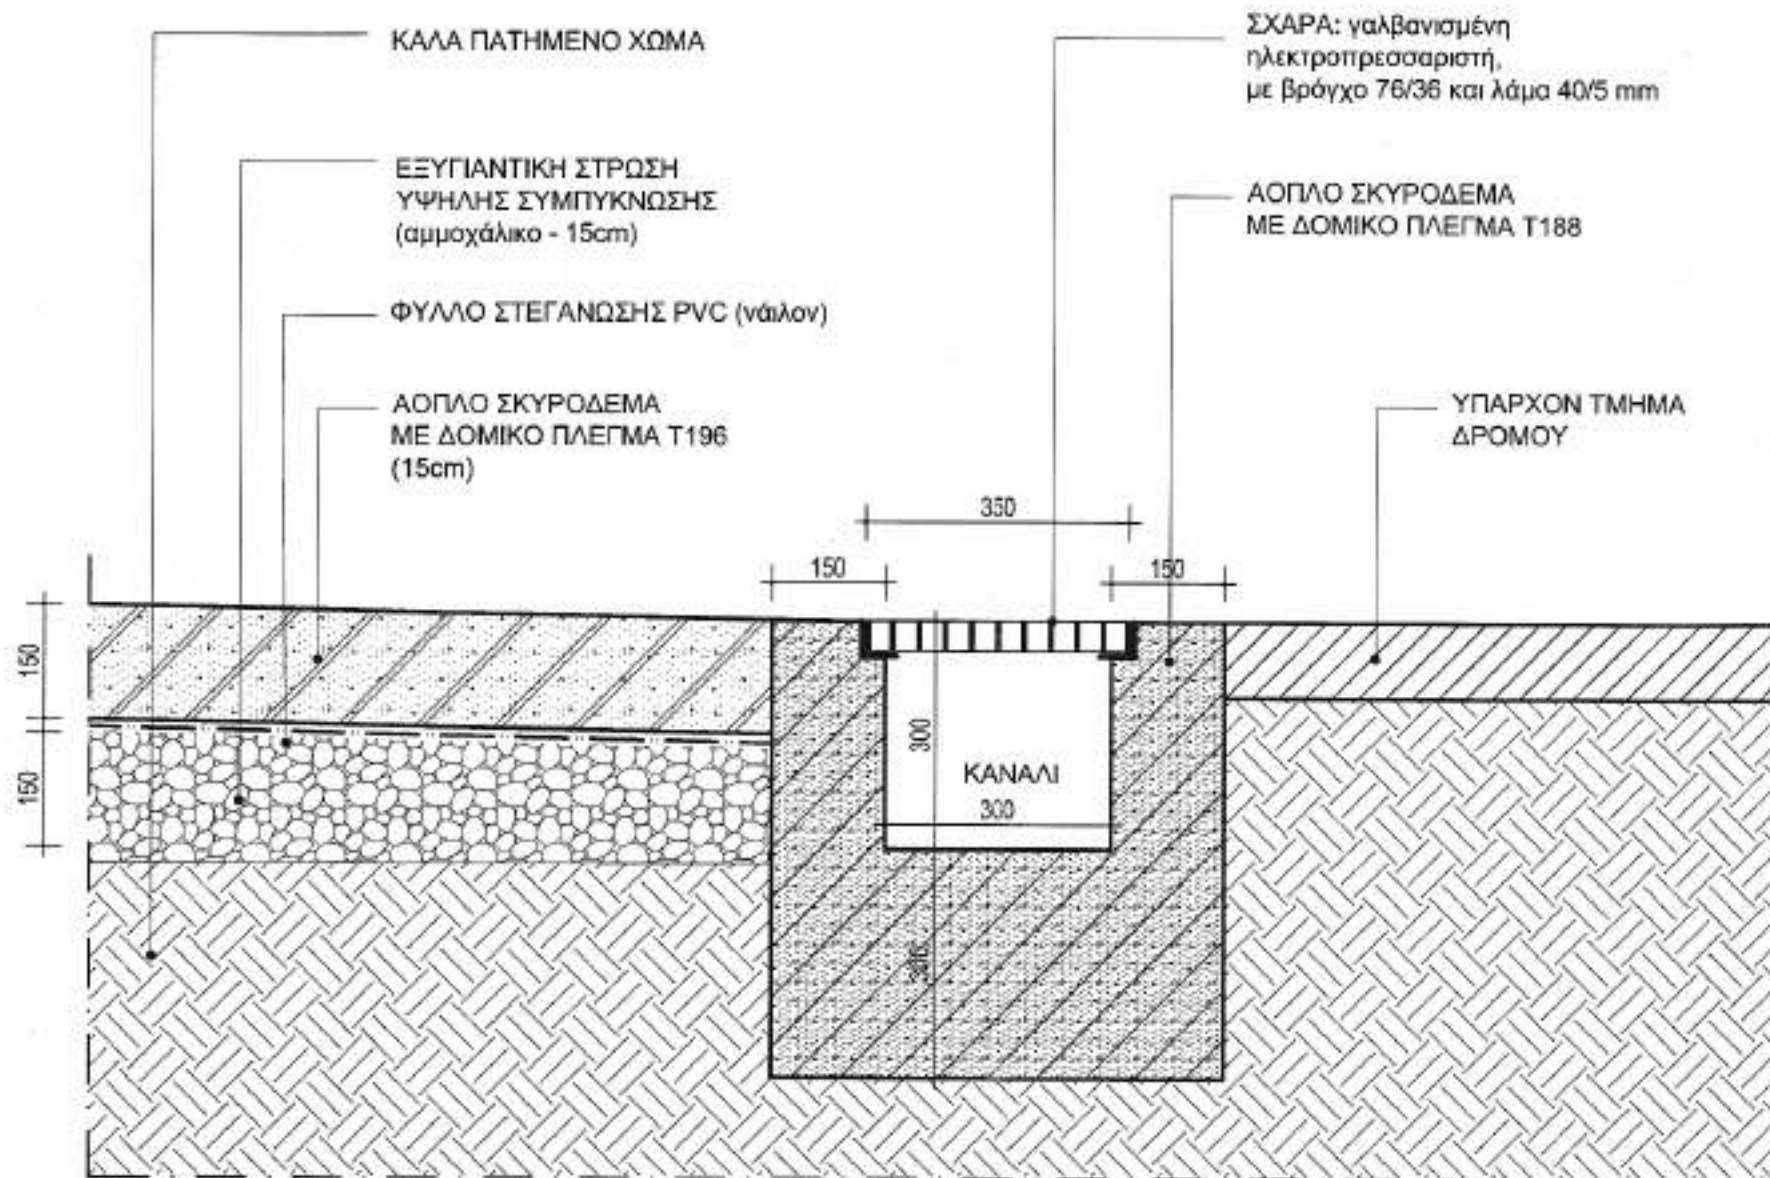 ΚΑΛΑ ΠΑΤΗΜΕΝΟ ΧΩΜΑ
ΣΧΑΡΑ: γαλβανισμένη
ηλεκτροπρεσσαριστή,
με βρόγχο 76/36 και λάμα 40/5 mm
ΕΞΥΓΙΑΝΤΙΚΗ ΣΤΡΩΣΗ
ΥΨΗΛΗΣ ΣΥΜΠΥΚΝΩΣΗΣ
(αμμοχάλικο - 15cm)
ΑΟΠΛΟ ΣΚΥΡΟΔΕΜΑ
ΜΕ ΔΟΜΙΚΟ ΠΛΕΓΜΑ Τ188
ΦΥΛΛΟ ΣΤΕΓΑΝΩΣΗΣ PVC (νάιλον)
ΑΟΠΛΟ ΣΚΥΡΟΔΕΜΑ
ΜΕ ΔΟΜΙΚΟ ΠΛΕΓΜΑ Τ196
(15cm)
ΥΠΑΡΧΟΝ ΤΜΗΜΑ
ΔΡΟΜΟΥ
350
150
150
150
150
300
ΚΑΝΑΛΙ
300